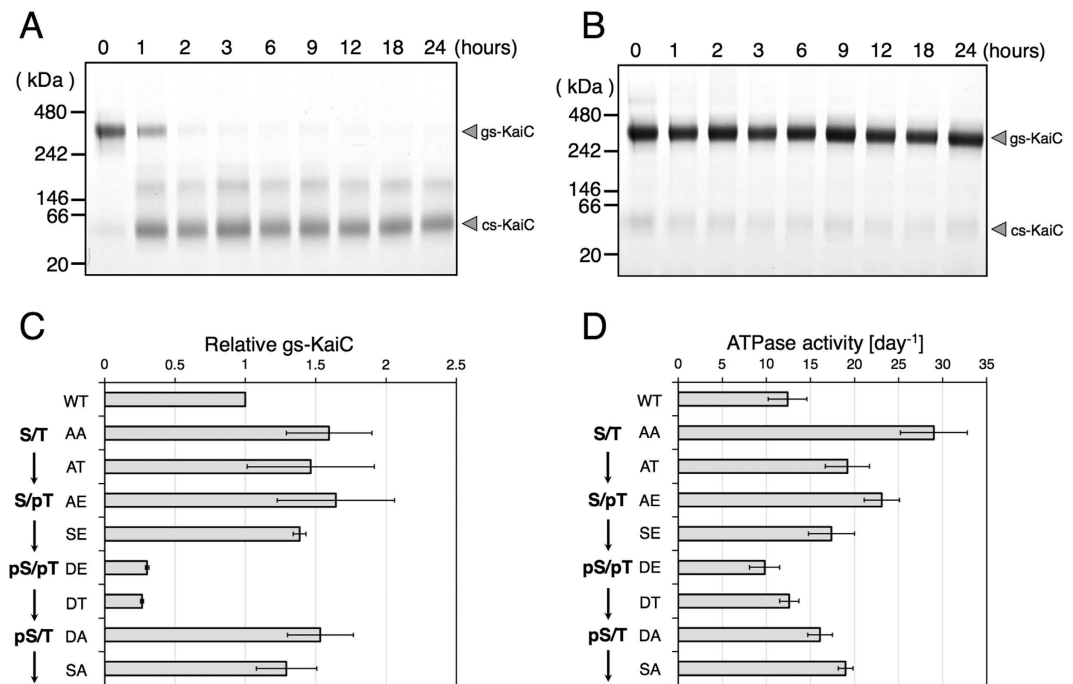 A
0 1 2 3 6 9 12 18 24 (hours)
( kDa )
480
242
146
66
20
gs-KaiC
cs-KaiC
B
0 1 2 3 6 9 12 18 24 (hours)
( kDa )
480
242
146
66
20
gs-KaiC
cs-KaiC
C
Relative gs-KaiC
0 0.5 1 1.5 2 2.5
WT
S/T AA
AT
S/pT AE
SE
pS/pT DE
DT
pS/T DA
SA
D
ATPase activity [day⁻¹]
0 5 10 15 20 25 30 35
WT
S/T AA
AT
S/pT AE
SE
pS/pT DE
DT
pS/T DA
SA